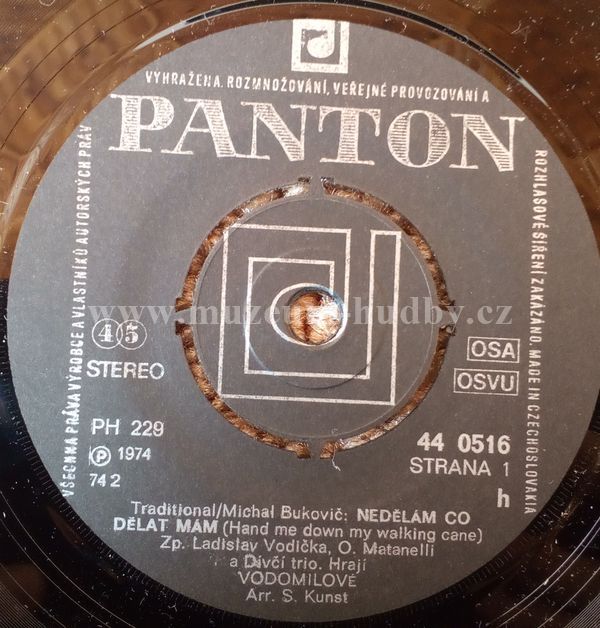 VYHRAŽENA. ROZMNOŽOVÁNÍ, VEŘEJNÉ PROVOZOVÁNÍ A
PANTON
VŠECHNA PRÁVA VÝROBCE A VLASTNÍKŮ AUTORSKÝCH PRÁV
ROZHLASOVÉ ŠÍŘENÍ ZAKÁZÁNO. MADE IN CZECHOSLOVAKIA
www.muzeumhudby.cz
45
STEREO
OSA
OSVU
PH 229
℗ 1974
74 2
44 0516
STRANA 1
h
Traditional/Michal Bukovič: NEDĚLÁM CO
DĚLAT MÁM (Hand me down my walking cane)
Zp. Ladislav Vodička, O. Matanelli
a Dívčí trio. Hrají
VODOMILOVÉ
Arr. S. Kunst